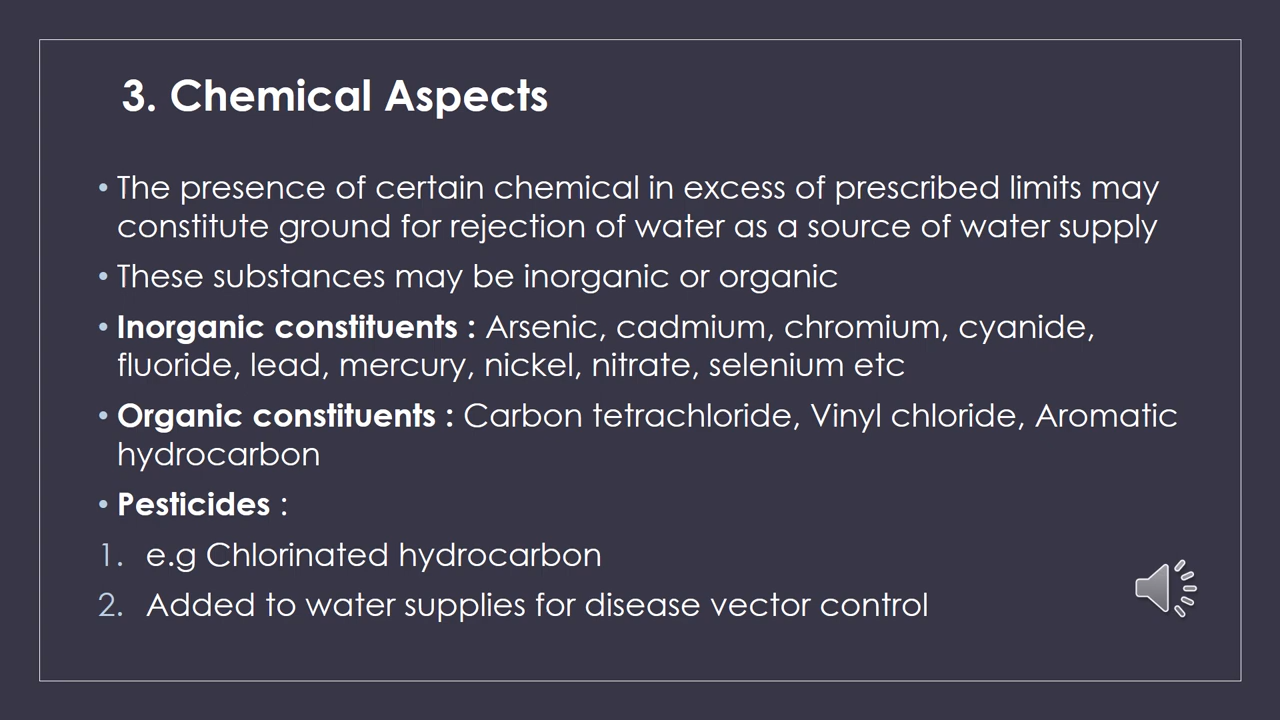 3. Chemical Aspects
• The presence of certain chemical in excess of prescribed limits may
constitute ground for rejection of water as a source of water supply
• These substances may be inorganic or organic
• Inorganic constituents : Arsenic, cadmium, chromium, cyanide,
fluoride, lead, mercury, nickel, nitrate, selenium etc
• Organic constituents : Carbon tetrachloride, Vinyl chloride, Aromatic
hydrocarbon
• Pesticides :
1. e.g Chlorinated hydrocarbon
2. Added to water supplies for disease vector control